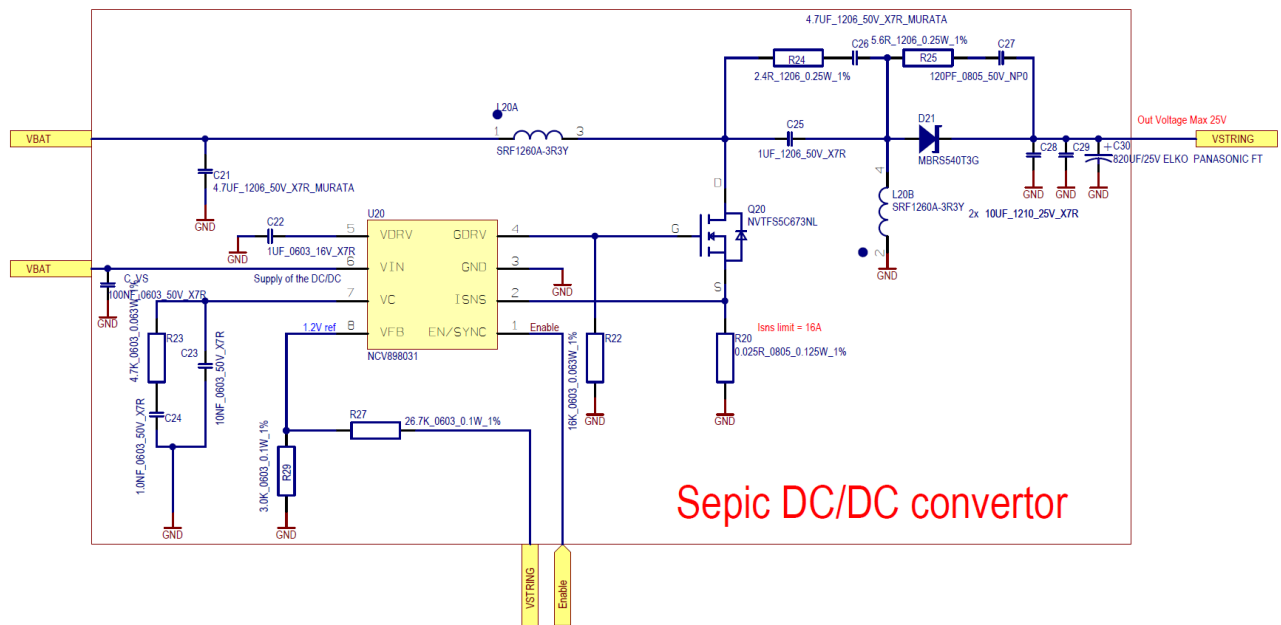 4.7UF_1206_50V_X7R_MURATA
C26
5.6R_1206_0.25W_1%
C27
R24
R25
2.4R_1206_0.25W_1%
120PF_0805_50V_NP0
L20A
VBAT
1
3
SRF1260A-3R3Y
C25
1UF_1206_50V_X7R
D21
MBRS540T3G
Out Voltage Max 25V
VSTRING
C21
4.7UF_1206_50V_X7R_MURATA
GND
C28
C29
+
C30
820UF/25V ELKO PANASONIC FT
GND
GND
GND
4
L20B
SRF1260A-3R3Y
2x 10UF_1210_25V_X7R
2
GND
D
Q20
NVTFS5C673NL
G
S
U20
C22
1UF_0603_16V_X7R
GND
5
VDRV
GDRV
4
VBAT
C_VS
100NF_0603_50V_X7R
GND
Supply of the DC/DC
6
VIN
GND
3
GND
7
VC
ISNS
2
1.2V ref
8
VFB
EN/SYNC
1
Enable
NCV898031
R23
4.7K_0603_0.063W_1%
C23
10NF_0603_50V_X7R
C24
1.0NF_0603_50V_X7R
GND
R22
16K_0603_0.063W_1%
GND
Isns limit = 16A
R20
0.025R_0805_0.125W_1%
GND
R27
26.7K_0603_0.1W_1%
R29
3.0K_0603_0.1W_1%
GND
Sepic DC/DC convertor
VSTRING
Enable